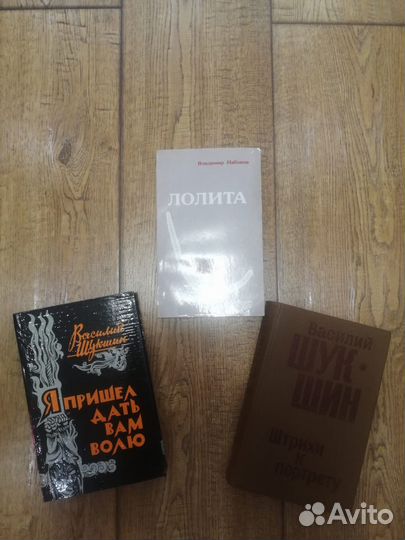 Владимир Набоков
ЛОЛИТА
Василий
Шукшин
Я ПРИШЕЛ
ДАТЬ
ВАМ
ВОЛЮ
Василий
ШУК·
ШИН
Штрихи к
портрету
Avito